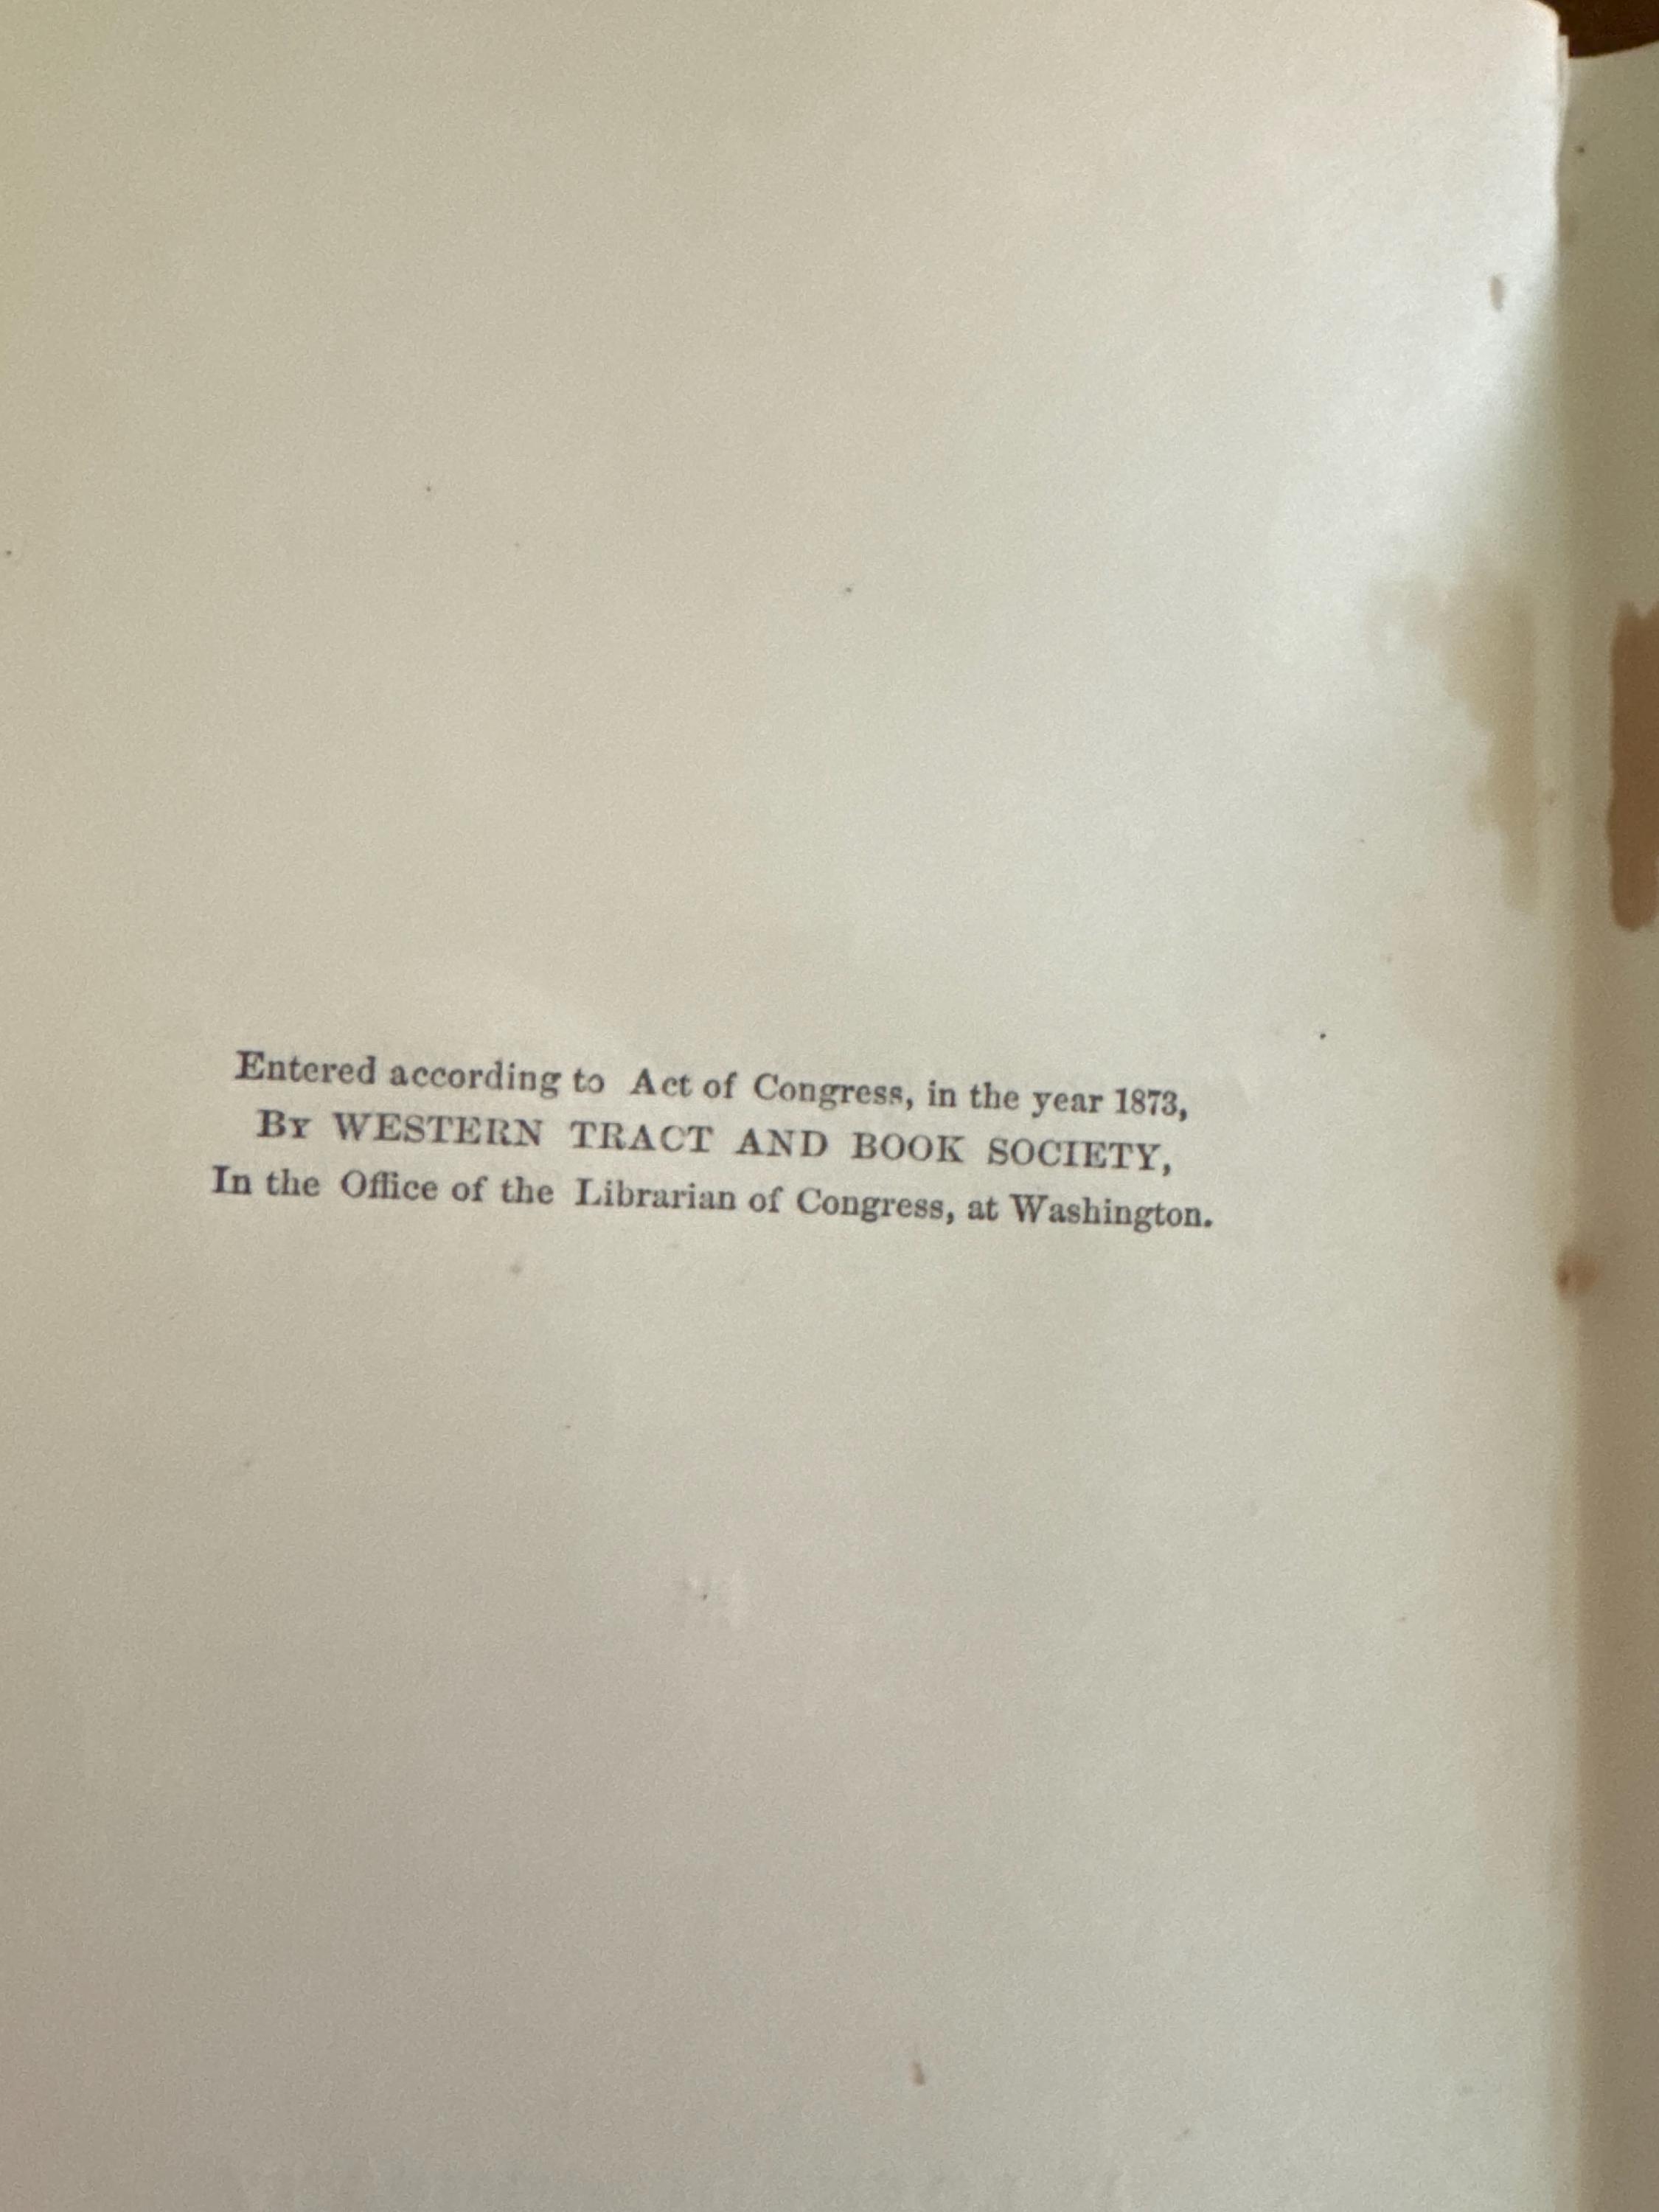 Entered according to Act of Congress, in the year 1873,
By WESTERN TRACT AND BOOK SOCIETY,
In the Office of the Librarian of Congress, at Washington.